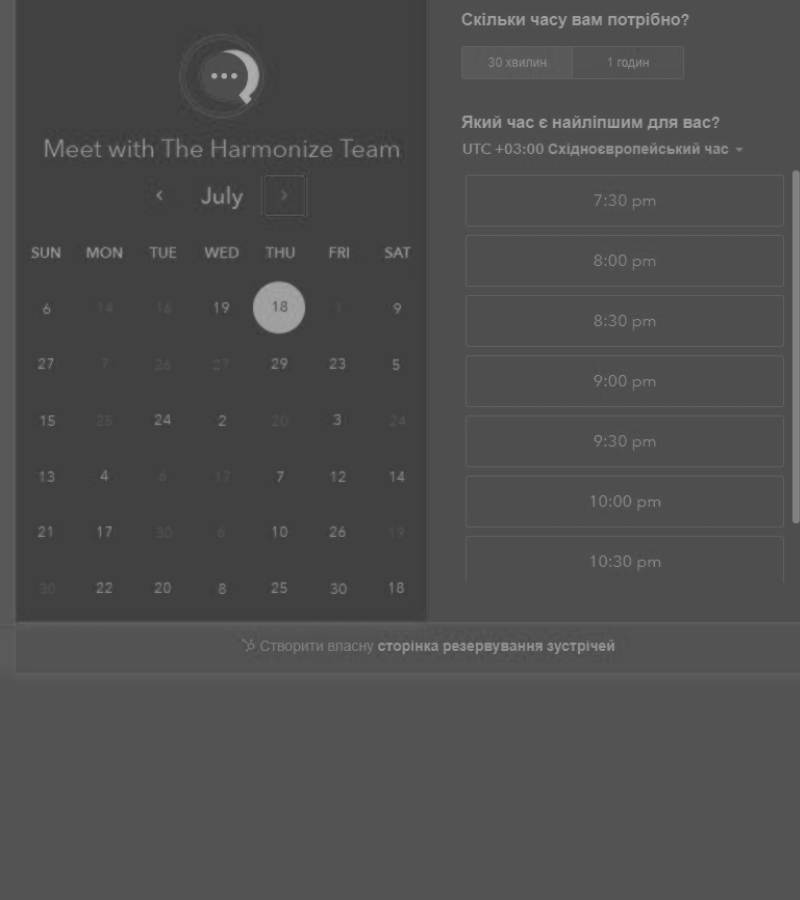 Meet with The Harmonize Team
July
SUN MON TUE WED THU FRI SAT
6 14 16 19 18 1 9
27 7 26 27 29 23 5
15 25 24 2 20 3 24
13 4 6 17 7 12 14
21 17 30 6 10 26 19
30 22 20 8 25 30 18
Скільки часу вам потрібно?
30 хвилин 1 годин
Який час є найліпшим для вас?
UTC +03:00 Східноєвропейський час
7:30 pm
8:00 pm
8:30 pm
9:00 pm
9:30 pm
10:00 pm
10:30 pm
Створити власну сторінка резервування зустрічей